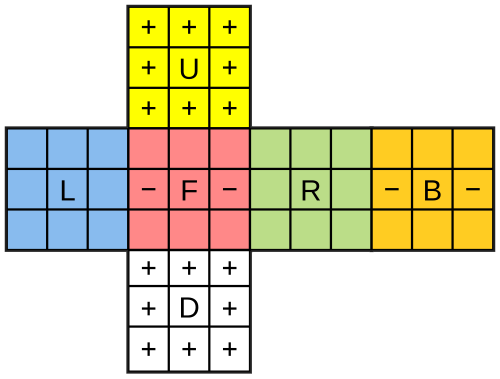 + + +
+ U +
+ + +
L − F − R − B −
+ + +
+ D +
+ + +